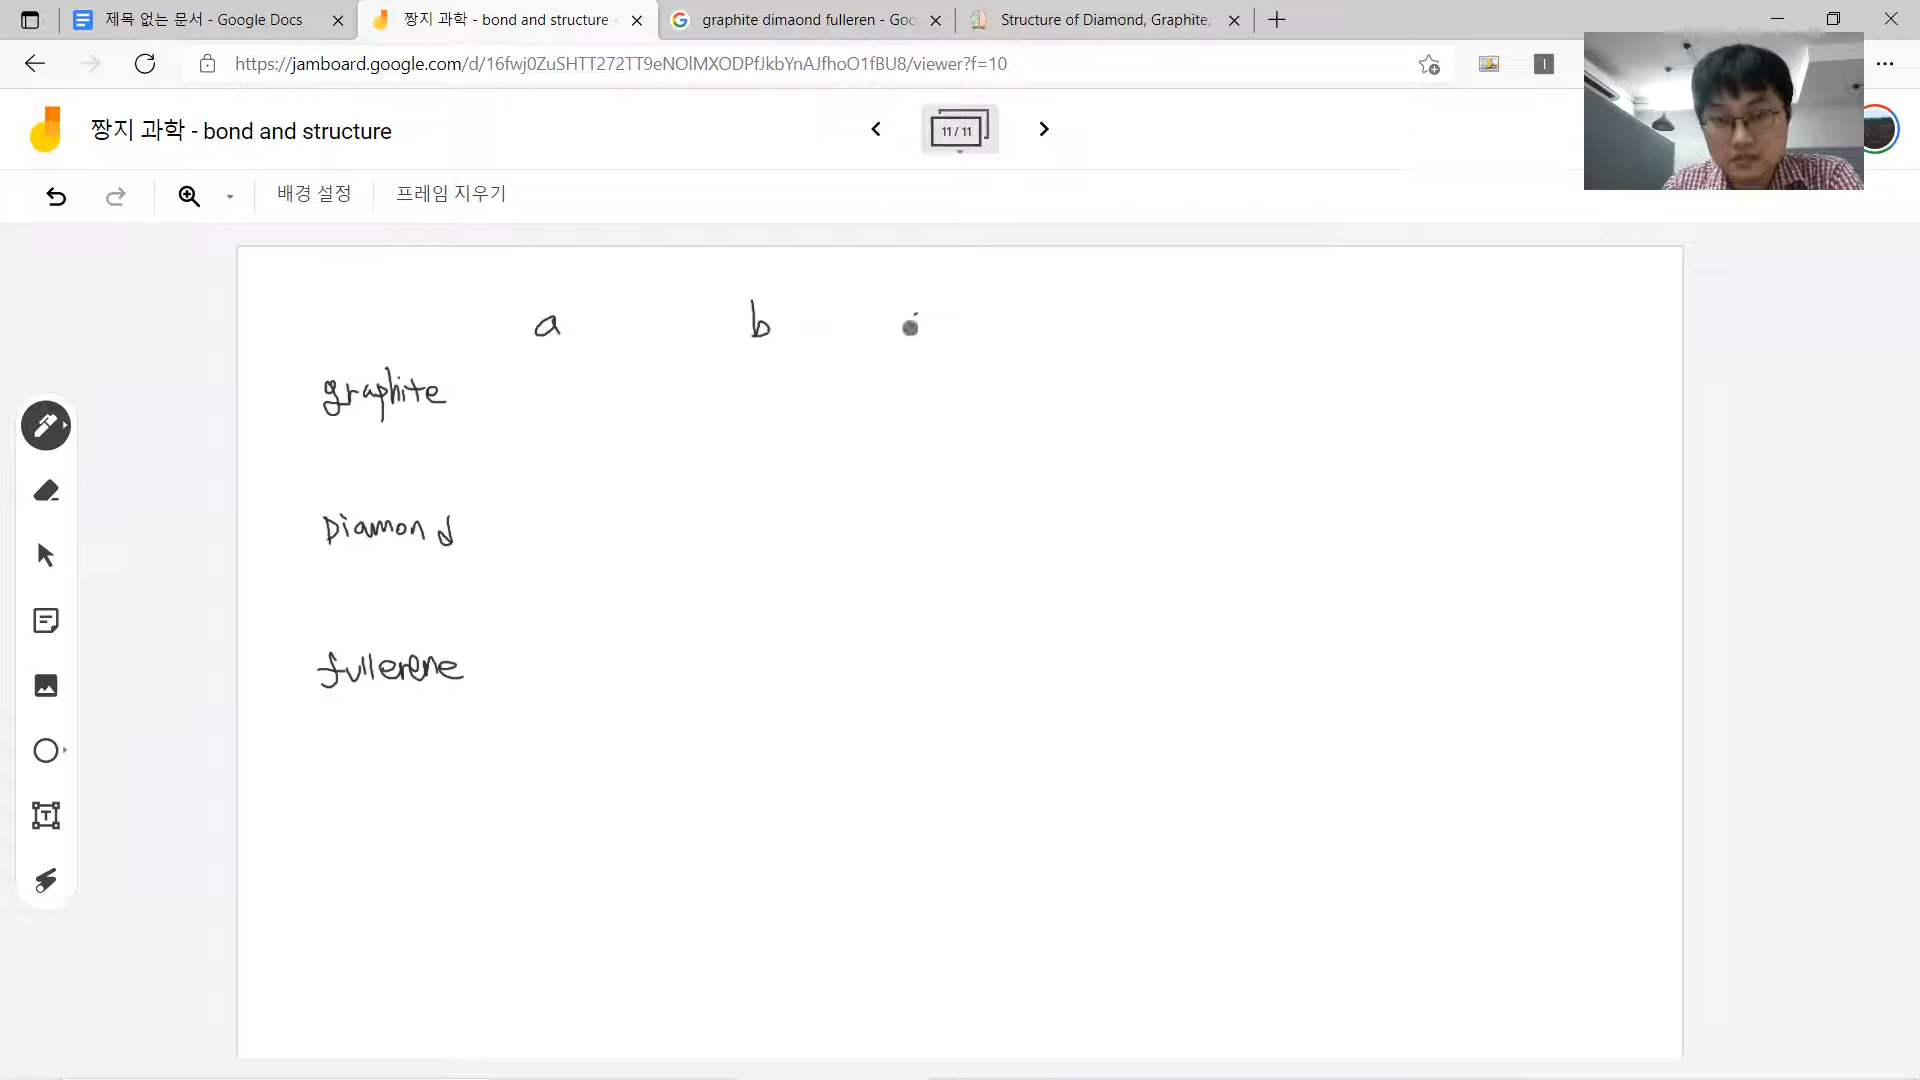 제목 없는 문서 - Google Docs
짱지 과학 - bond and structure -
graphite dimaond fulleren - Goo
Structure of Diamond, Graphite,
https://jamboard.google.com/d/16fwj0ZuSHTT272TT9eNOlMXODPfJkbYnAJfhoO1fBU8/viewer?f=10
짱지 과학 - bond and structure
11 / 11
배경 설정
프레임 지우기
a b
graphite
Diamond
fullerene